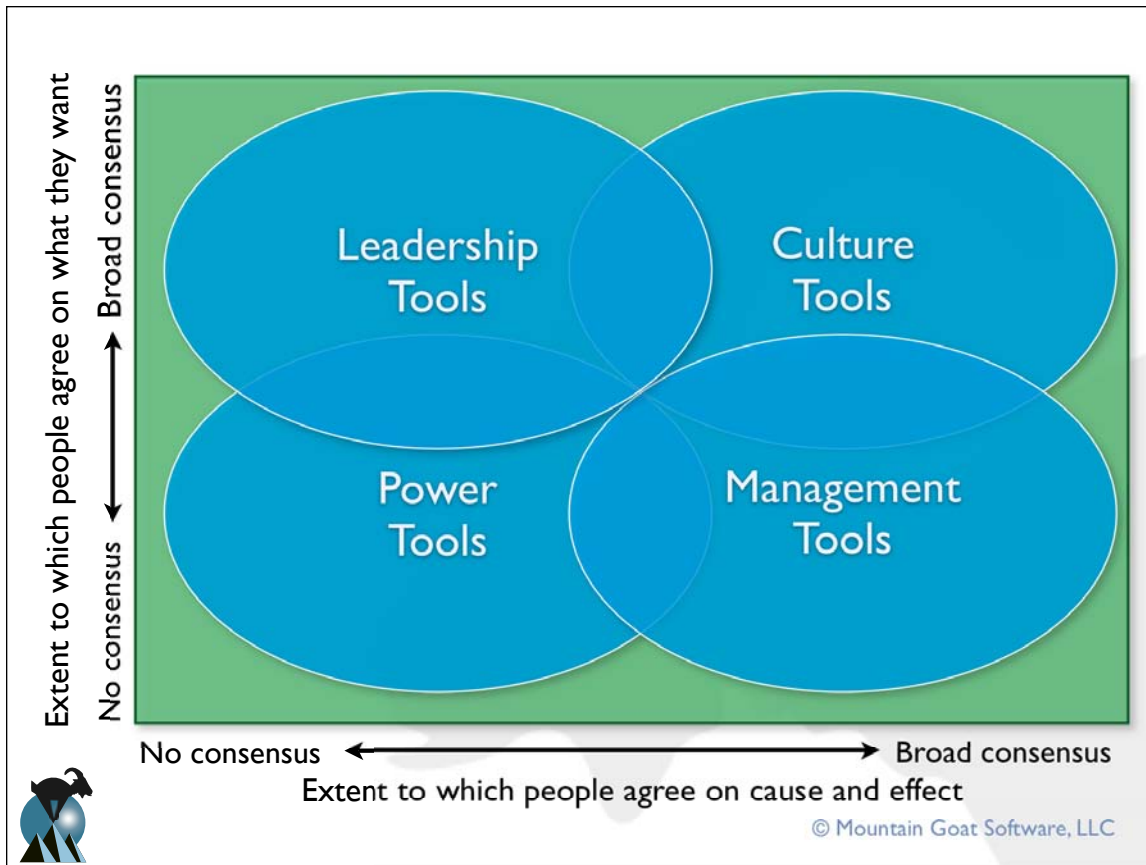 Extent to which people agree on what they want
Broad consensus
No consensus
Leadership
Tools
Culture
Tools
Power
Tools
Management
Tools
No consensus
Broad consensus
Extent to which people agree on cause and effect
© Mountain Goat Software, LLC